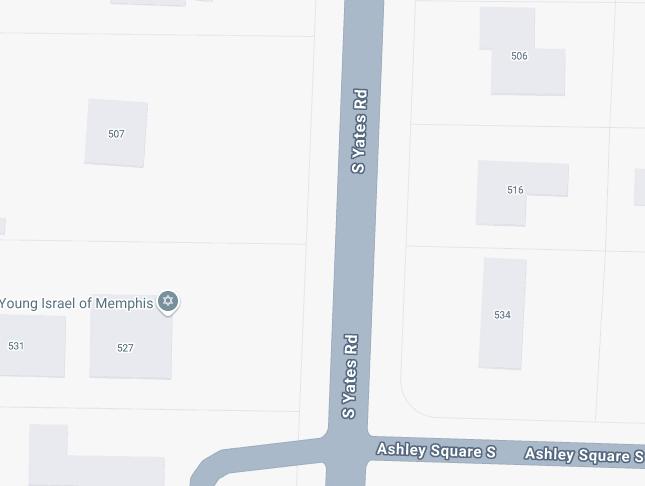 506
S Yates Rd
507
516
Young Israel of Memphis
534
531
527
S Yates Rd
Ashley Square S
Ashley Square S